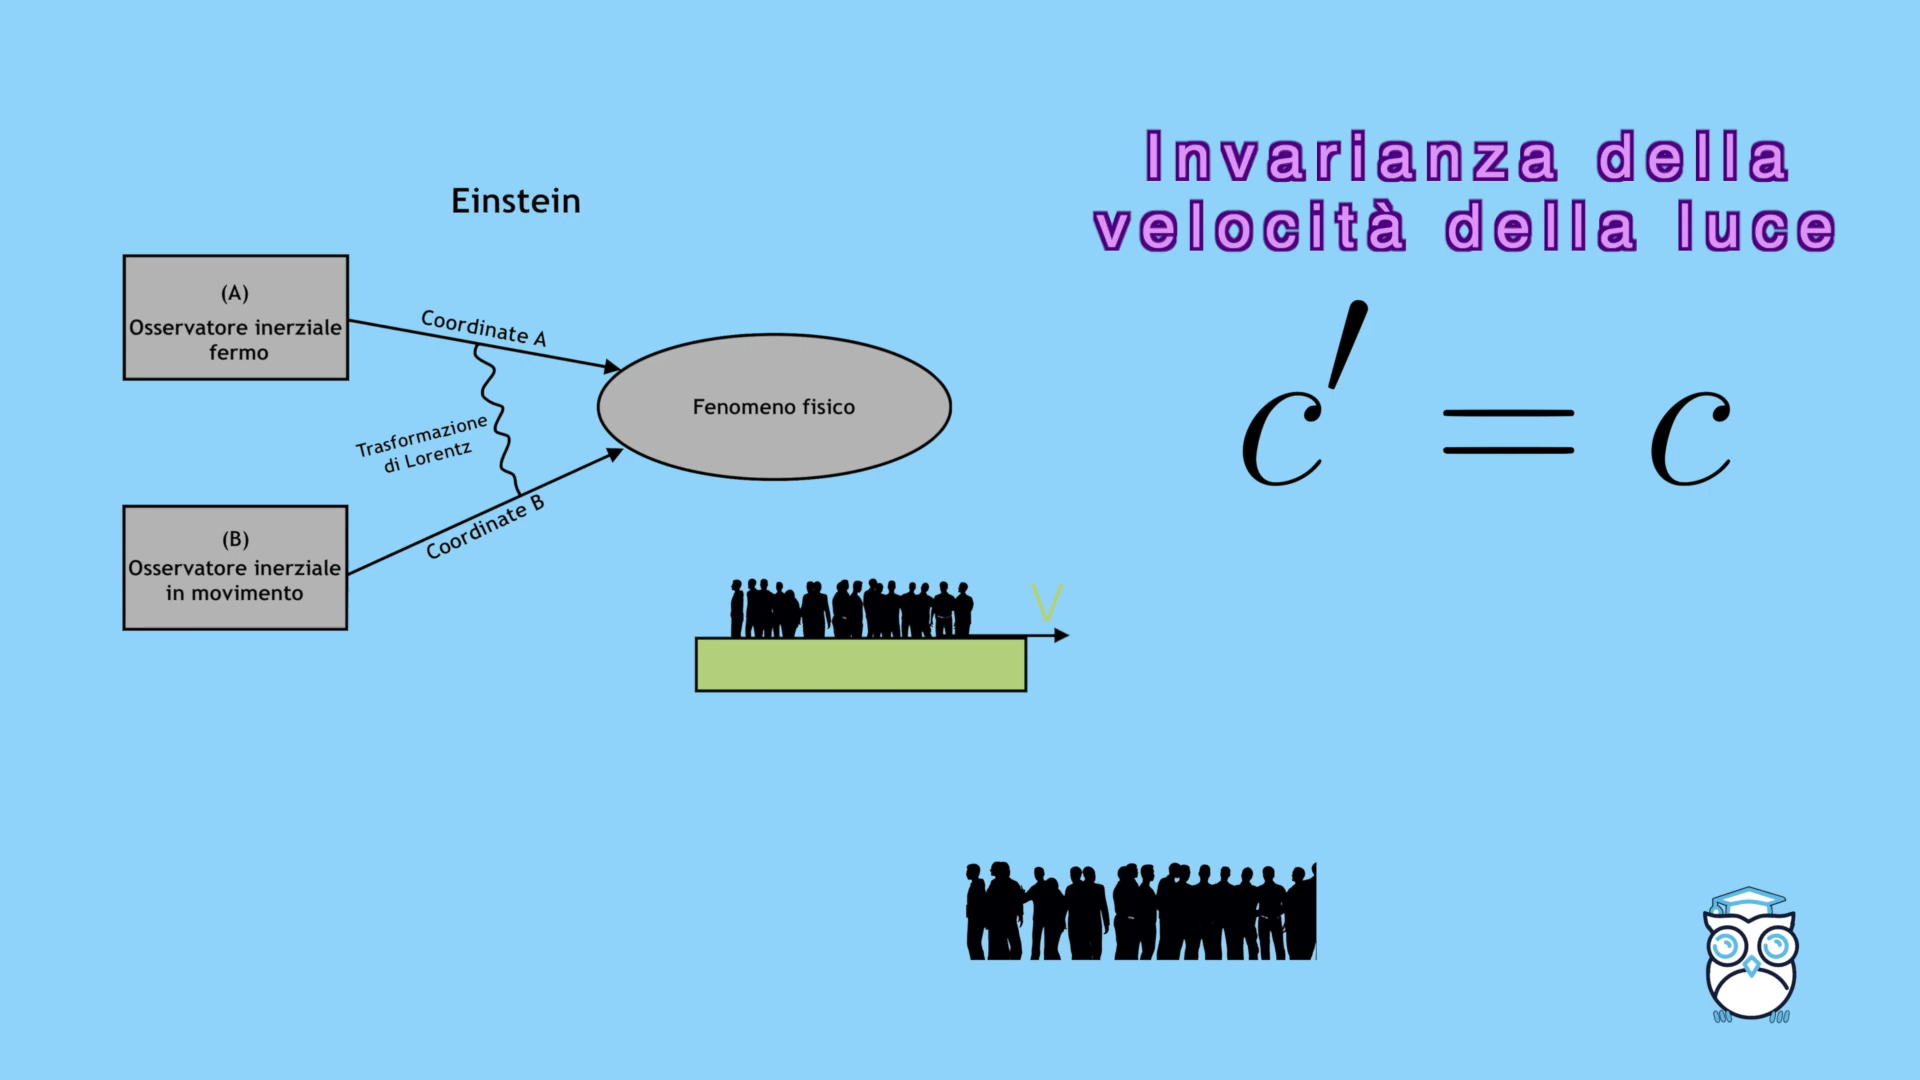 Einstein
Invarianza della
velocità della luce
(A)
Osservatore inerziale
fermo
Coordinate A
Trasformazione
di Lorentz
Fenomeno fisico
c′ = c
(B)
Osservatore inerziale
in movimento
Coordinate B
V